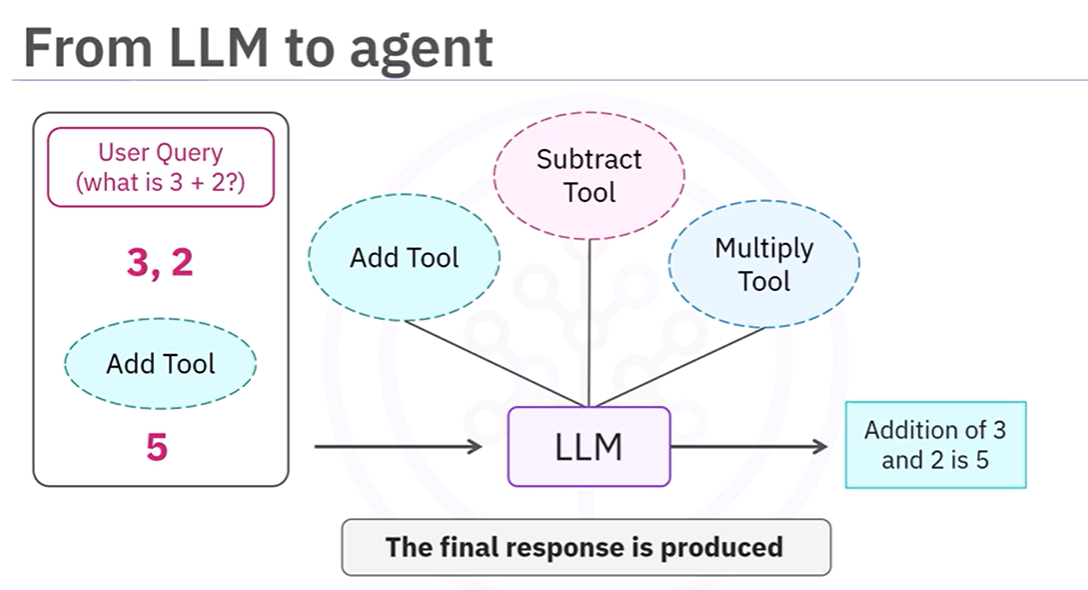 From LLM to agent
User Query
(what is 3 + 2?)
3, 2
Add Tool
5
Add Tool
Subtract
Tool
Multiply
Tool
LLM
Addition of 3
and 2 is 5
The final response is produced